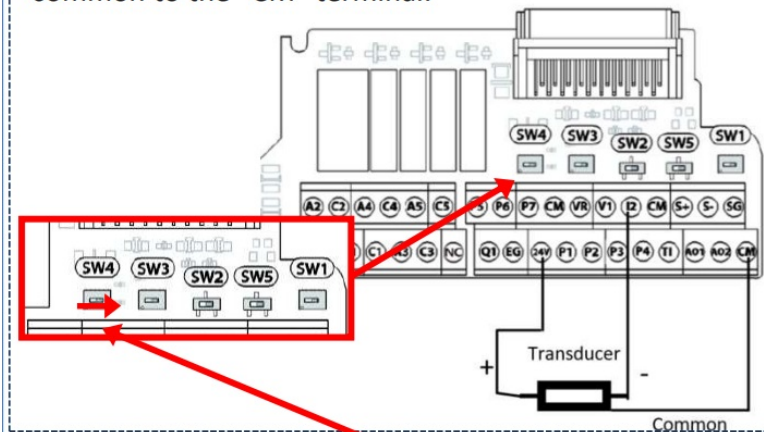 common to the "CM" terminal.
SW4 SW3 SW2 SW5 SW1
A2 C2 A4 C4 A5 C5 P6 P7 CM VR V1 I2 CM S+ S- SG
C1 A3 C3 NC Q1 EG 24V P1 P2 P3 P4 TI AO1 AO2 CM
SW4 SW3 SW2 SW5 SW1
+ Transducer -
Common